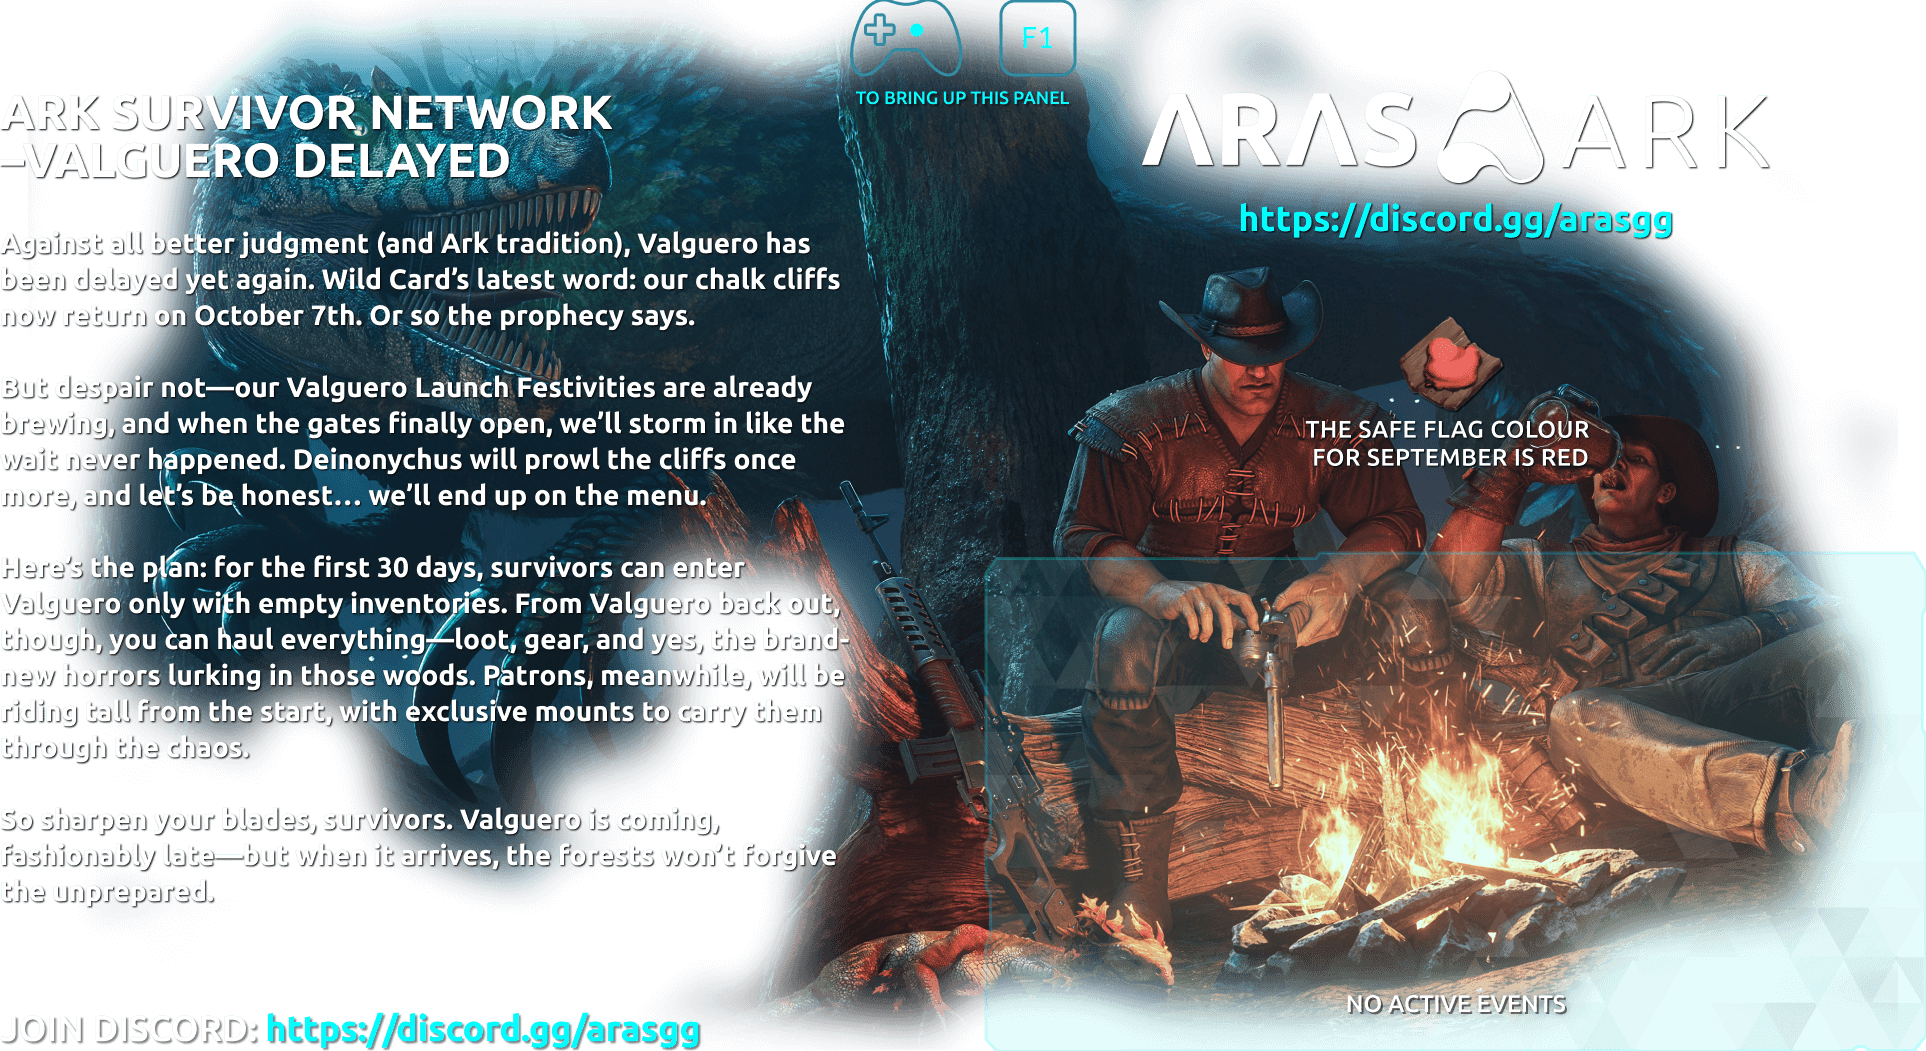 F1
TO BRING UP THIS PANEL
ARK SURVIVOR NETWORK
–VALGUERO DELAYED
Against all better judgment (and Ark tradition), Valguero has
been delayed yet again. Wild Card’s latest word: our chalk cliffs
now return on October 7th. Or so the prophecy says.
But despair not—our Valguero Launch Festivities are already
brewing, and when the gates finally open, we’ll storm in like the
wait never happened. Deinonychus will prowl the cliffs once
more, and let’s be honest… we’ll end up on the menu.
Here’s the plan: for the first 30 days, survivors can enter
Valguero only with empty inventories. From Valguero back out,
though, you can haul everything—loot, gear, and yes, the brand-
new horrors lurking in those woods. Patrons, meanwhile, will be
riding tall from the start, with exclusive mounts to carry them
through the chaos.
So sharpen your blades, survivors. Valguero is coming,
fashionably late—but when it arrives, the forests won’t forgive
the unprepared.
JOIN DISCORD: https://discord.gg/arasgg
ARAS ARK
https://discord.gg/arasgg
THE SAFE FLAG COLOUR
FOR SEPTEMBER IS RED
NO ACTIVE EVENTS